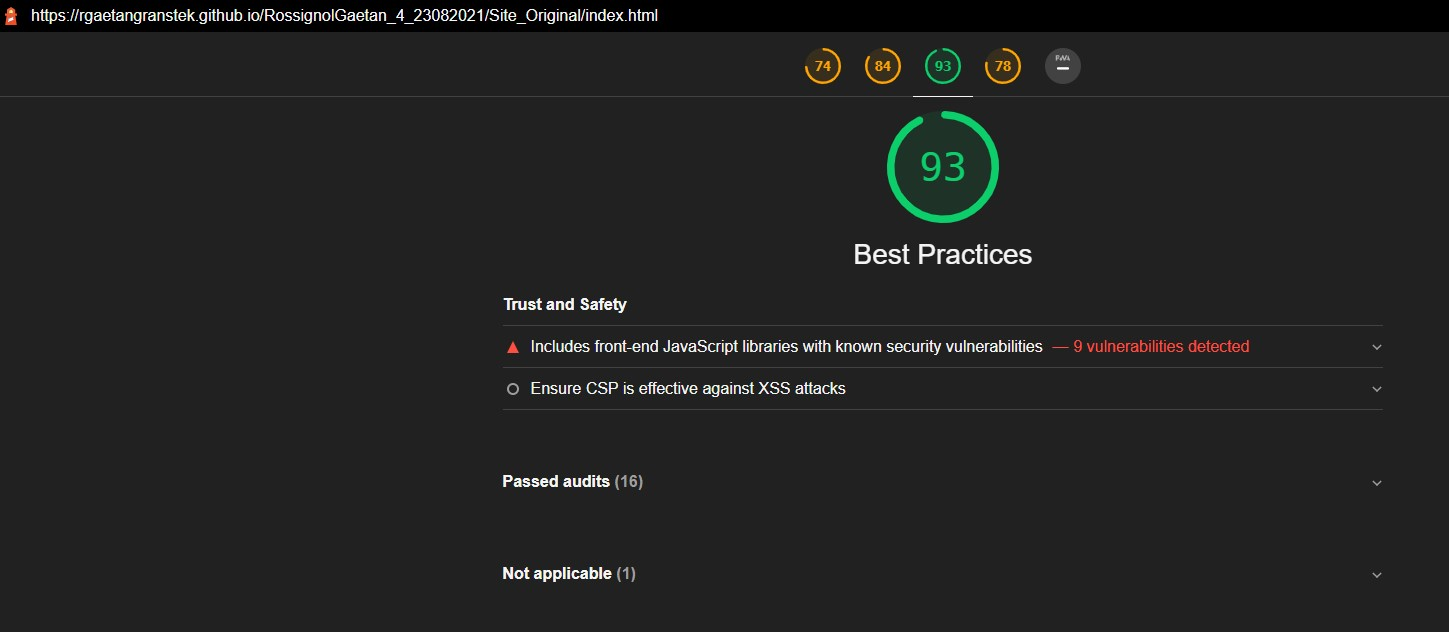 https://rgaetangranstek.github.io/RossignolGaetan_4_23082021/Site_Original/index.html
74 84 93 78 PWA
93
Best Practices
Trust and Safety
Includes front-end JavaScript libraries with known security vulnerabilities — 9 vulnerabilities detected
Ensure CSP is effective against XSS attacks
Passed audits (16)
Not applicable (1)